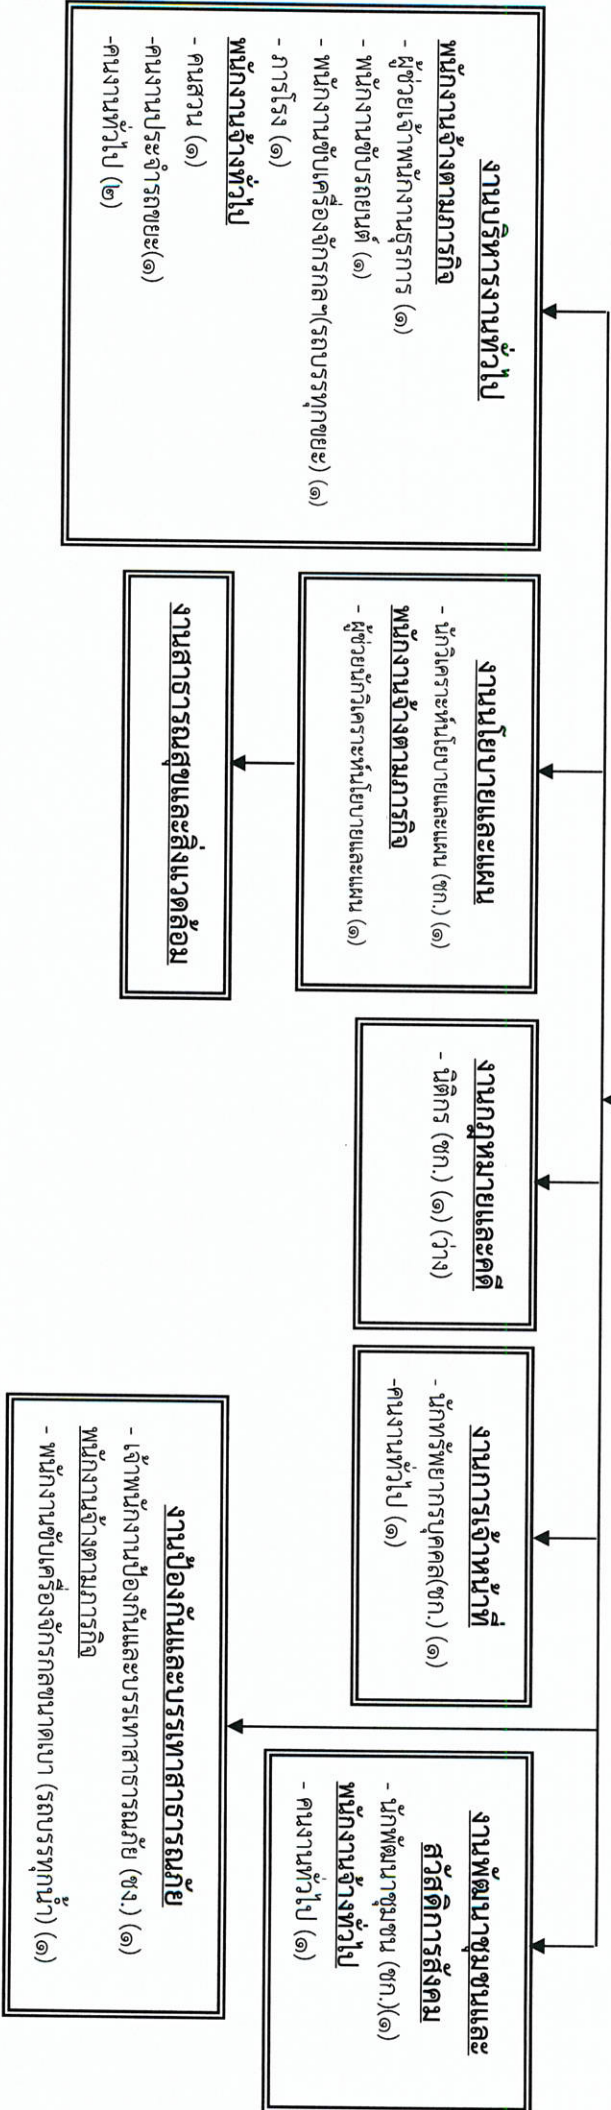 งานบริหารงานทั่วไป
พนักงานจ้างตามภารกิจ
- ผู้ช่วยเจ้าพนักงานธุรการ (๑)
- พนักงานขับรถยนต์ (๑)
- พนักงานขับเครื่องจักรกลฯ(รถบรรทุกขยะ) (๑)
- ภารโรง (๑)
พนักงานจ้างทั่วไป
- คนสวน (๑)
-คนงานประจำรถขยะ(๑)
-คนงานทั่วไป (๒)
งานนโยบายและแผน
- นักวิเคราะห์นโยบายและแผน (ชก.) (๑)
พนักงานจ้างตามภารกิจ
- ผู้ช่วยนักวิเคราะห์นโยบายและแผน (๑)
งานสาธารณสุขและสิ่งแวดล้อม
งานกฎหมายและคดี
- นิติกร (ชก.) (๑) (ว่าง)
งานการเจ้าหน้าที่
- นักทรัพยากรบุคคล(ชก.) (๑)
-คนงานทั่วไป (๑)
งานป้องกันและบรรเทาสาธารณภัย
- เจ้าพนักงานป้องกันและบรรเทาสาธารณภัย (ชง.) (๑)
พนักงานจ้างตามภารกิจ
- พนักงานขับเครื่องจักรกลขนาดเบา (รถบรรทุกน้ำ) (๑)
งานพัฒนาชุมชนและ
สวัสดิการสังคม
- นักพัฒนาชุมชน (ชก.)(๑)
พนักงานจ้างทั่วไป
- คนงานทั่วไป (๑)